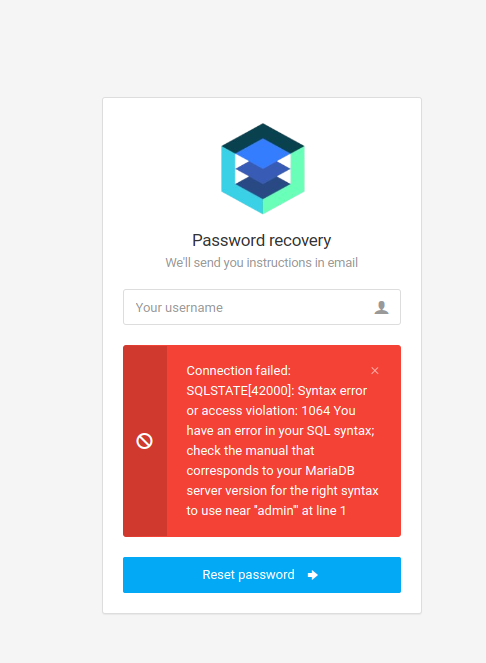 Password recovery
We'll send you instructions in email
Your username
Connection failed:
SQLSTATE[42000]: Syntax error
or access violation: 1064 You
have an error in your SQL syntax;
check the manual that
corresponds to your MariaDB
server version for the right syntax
to use near "admin"' at line 1
Reset password